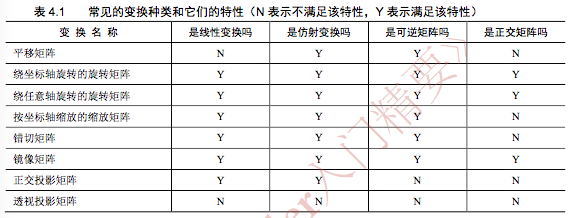 表 4.1 常见的变换种类和它们的特性（N 表示不满足该特性，Y 表示满足该特性）
变 换 名 称 是线性变换吗 是仿射变换吗 是可逆矩阵吗 是正交矩阵吗
平移矩阵 N Y Y N
绕坐标轴旋转的旋转矩阵 Y Y Y Y
绕任意轴旋转的旋转矩阵 Y Y Y Y
按坐标轴缩放的缩放矩阵 Y Y Y N
错切矩阵 Y Y Y N
镜像矩阵 Y Y Y Y
正交投影矩阵 Y Y N N
透视投影矩阵 N N N N
er入门精要》